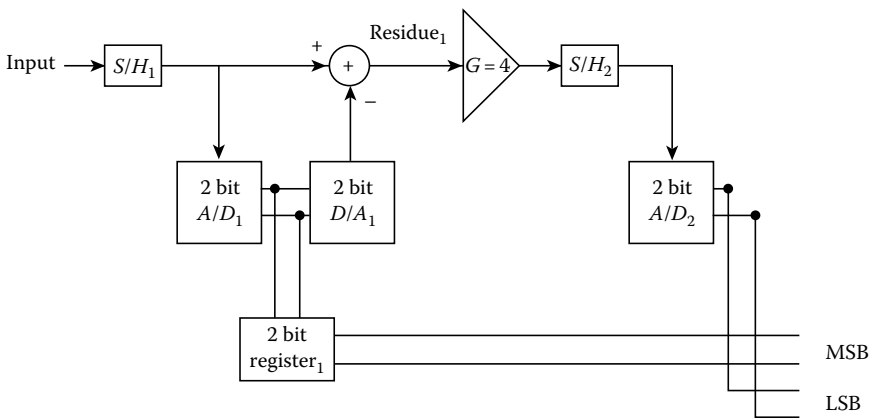 Residue₁
Input
S/H₁
+
+
−
G = 4
S/H₂
2 bit
A/D₁
2 bit
D/A₁
2 bit
A/D₂
2 bit
register₁
MSB
LSB